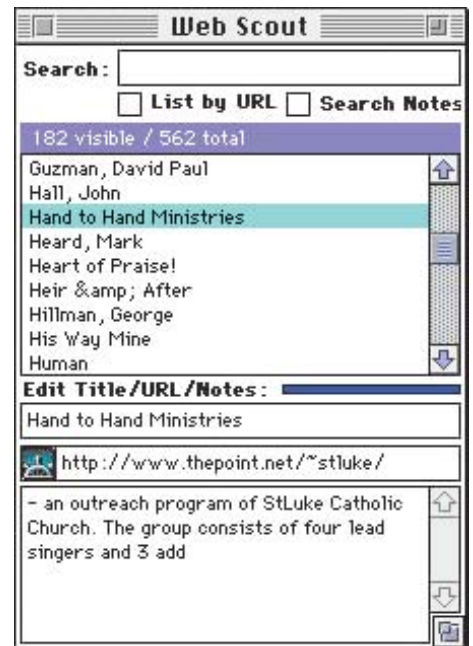 Web Scout
Search:
List by URL Search Notes
182 visible / 562 total
Guzman, David Paul
Hall, John
Hand to Hand Ministries
Heard, Mark
Heart of Praise!
Heir &amp; After
Hillman, George
His Way Mine
Human
Edit Title/URL/Notes:
Hand to Hand Ministries
http://www.thepoint.net/~stluke/
- an outreach program of StLuke Catholic
Church. The group consists of four lead
singers and 3 add